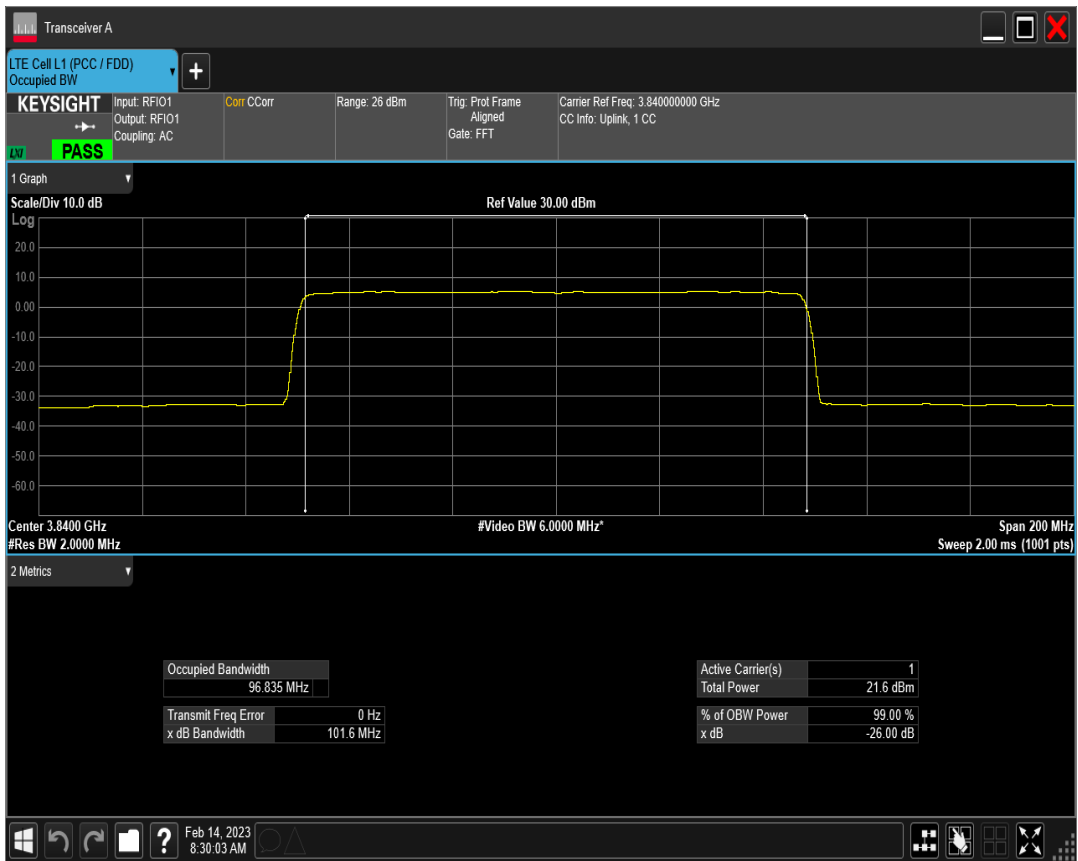 Transceiver A
LTE Cell L1 (PCC / FDD)
Occupied BW
KEYSIGHT
LXI
PASS
Input: RFIO1
Output: RFIO1
Coupling: AC
Corr CCorr
Range: 26 dBm
Trig: Prot Frame
Aligned
Gate: FFT
Carrier Ref Freq: 3.840000000 GHz
CC Info: Uplink, 1 CC
1 Graph
Scale/Div 10.0 dB
Ref Value 30.00 dBm
Log
20.0
10.0
0.00
-10.0
-20.0
-30.0
-40.0
-50.0
-60.0
Center 3.8400 GHz
#Video BW 6.0000 MHz*
Span 200 MHz
#Res BW 2.0000 MHz
Sweep 2.00 ms (1001 pts)
2 Metrics
Occupied Bandwidth
96.835 MHz
Transmit Freq Error 0 Hz
x dB Bandwidth 101.6 MHz
Active Carrier(s) 1
Total Power 21.6 dBm
% of OBW Power 99.00 %
x dB -26.00 dB
Feb 14, 2023
8:30:03 AM